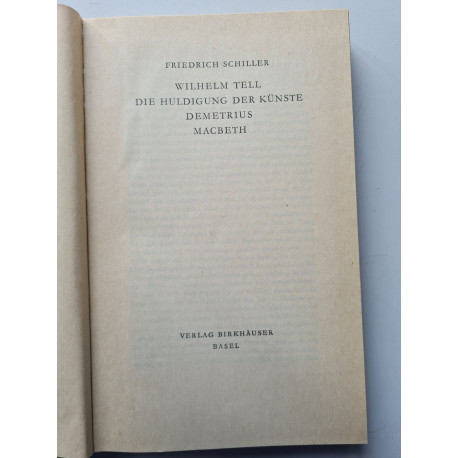 FRIEDRICH SCHILLER
WILHELM TELL
DIE HULDIGUNG DER KÜNSTE
DEMETRIUS
MACBETH
VERLAG BIRKHÄUSER
BASEL